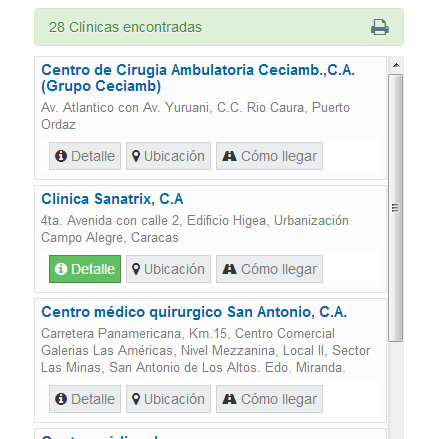 28 Clínicas encontradas
Centro de Cirugia Ambulatoria Ceciamb.,C.A.
(Grupo Ceciamb)
Av. Atlantico con Av. Yuruani, C.C. Rio Caura, Puerto
Ordaz
Detalle Ubicación Cómo llegar
Clínica Sanatrix, C.A
4ta. Avenida con calle 2, Edificio Higea, Urbanización
Campo Alegre, Caracas
Detalle Ubicación Cómo llegar
Centro médico quirurgico San Antonio, C.A.
Carretera Panamericana, Km.15, Centro Comercial
Galerias Las Américas, Nivel Mezzanina, Local II, Sector
Las Minas, San Antonio de Los Altos. Edo. Miranda.
Detalle Ubicación Cómo llegar